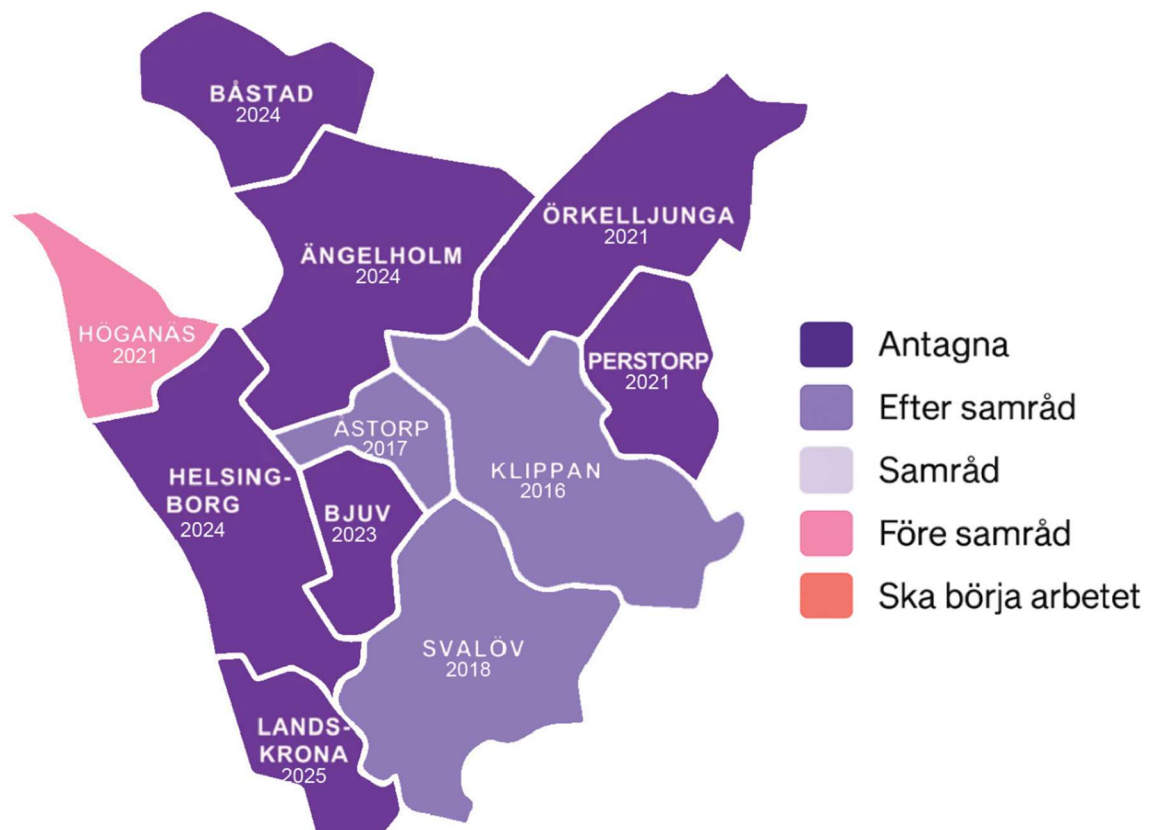 BÅSTAD
2024
ÖRKELLJUNGA
2021
ÄNGELHOLM
2024
HÖGANÄS
2021
PERSTORP
2021
ÅSTORP
2017
KLIPPAN
2016
HELSING-
BORG
2024
BJUV
2023
SVALÖV
2018
LANDS-
KRONA
2025
Antagna
Efter samråd
Samråd
Före samråd
Ska börja arbetet